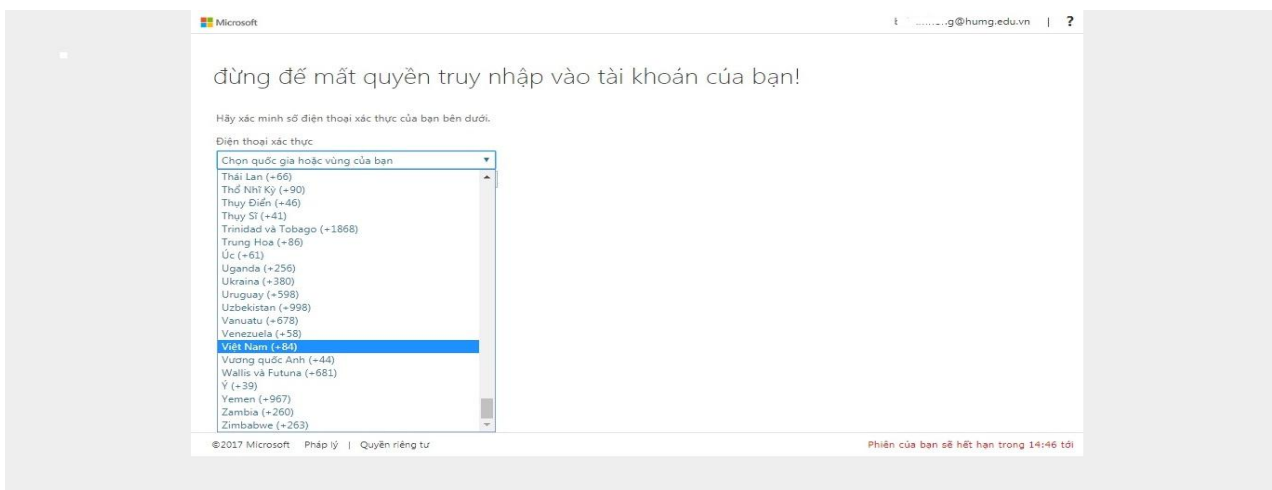 Microsoft
g@humg.edu.vn | ?
đừng đế mất quyền truy nhập vào tài khoán cúa bạn!
Hãy xác minh số điện thoại xác thực của bạn bên dưới.
Điện thoại xác thực
Chọn quốc gia hoặc vùng của bạn
Thái Lan (+66)
Thổ Nhĩ Kỳ (+90)
Thụy Điển (+46)
Thụy Sĩ (+41)
Trinidad và Tobago (+1868)
Trung Hoa (+86)
Úc (+61)
Uganda (+256)
Ukraina (+380)
Uruguay (+598)
Uzbekistan (+998)
Vanuatu (+678)
Venezuela (+58)
Việt Nam (+84)
Vương quốc Anh (+44)
Wallis và Futuna (+681)
Ý (+39)
Yemen (+967)
Zambia (+260)
Zimbabwe (+263)
©2017 Microsoft Pháp lý | Quyền riêng tư
Phiên của bạn sẽ hết hạn trong 14:46 tới